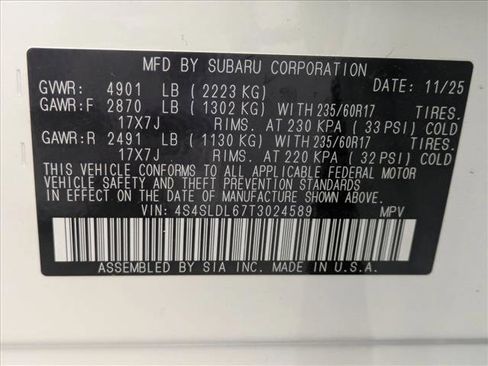 MFD BY SUBARU CORPORATION
GVWR: 4901 LB (2223 KG) DATE: 11/25
GAWR:F 2870 LB (1302 KG) WITH 235/60R17 TIRES.
17X7J RIMS. AT 230 KPA (33 PSI) COLD
GAWR:R 2491 LB (1130 KG) WITH 235/60R17 TIRES.
17X7J RIMS. AT 220 KPA (32 PSI) COLD
THIS VEHICLE CONFORMS TO ALL APPLICABLE FEDERAL MOTOR
VEHICLE SAFETY AND THEFT PREVENTION STANDARDS
IN EFFECT ON THE DATE OF MANUFACTURE SHOWN ABOVE.
VIN: 4S4SLDL67T3024589 MPV
ASSEMBLED BY SIA INC. MADE IN U.S.A.